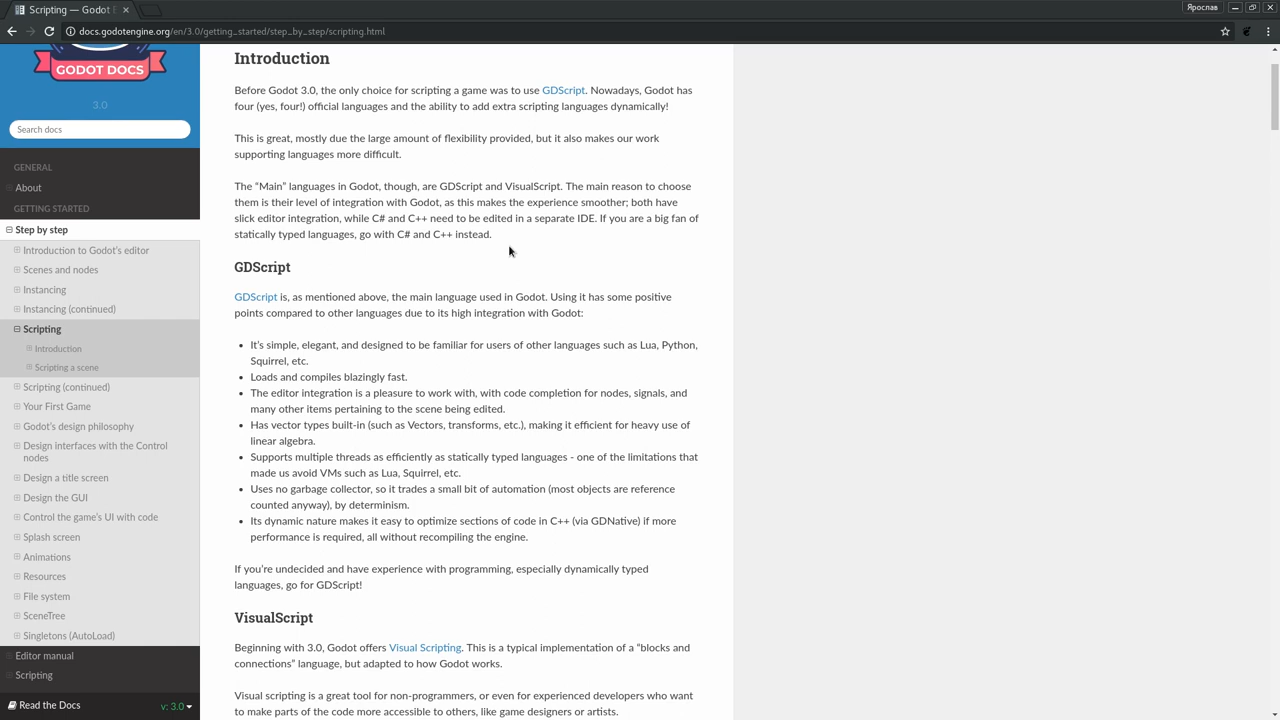 Scripting — Godot
Ярослав
docs.godotengine.org/en/3.0/getting_started/step_by_step/scripting.html
GODOT DOCS
3.0
Search docs
GENERAL
About
GETTING STARTED
Step by step
Introduction to Godot’s editor
Scenes and nodes
Instancing
Instancing (continued)
Scripting
Introduction
Scripting a scene
Scripting (continued)
Your First Game
Godot’s design philosophy
Design interfaces with the Control
nodes
Design a title screen
Design the GUI
Control the game’s UI with code
Splash screen
Animations
Resources
File system
SceneTree
Singletons (AutoLoad)
Editor manual
Scripting
Read the Docs
v: 3.0
Introduction
Before Godot 3.0, the only choice for scripting a game was to use GDScript. Nowadays, Godot has
four (yes, four!) official languages and the ability to add extra scripting languages dynamically!
This is great, mostly due the large amount of flexibility provided, but it also makes our work
supporting languages more difficult.
The “Main” languages in Godot, though, are GDScript and VisualScript. The main reason to choose
them is their level of integration with Godot, as this makes the experience smoother; both have
slick editor integration, while C# and C++ need to be edited in a separate IDE. If you are a big fan of
statically typed languages, go with C# and C++ instead.
GDScript
GDScript is, as mentioned above, the main language used in Godot. Using it has some positive
points compared to other languages due to its high integration with Godot:
• It’s simple, elegant, and designed to be familiar for users of other languages such as Lua, Python,
Squirrel, etc.
• Loads and compiles blazingly fast.
• The editor integration is a pleasure to work with, with code completion for nodes, signals, and
many other items pertaining to the scene being edited.
• Has vector types built-in (such as Vectors, transforms, etc.), making it efficient for heavy use of
linear algebra.
• Supports multiple threads as efficiently as statically typed languages - one of the limitations that
made us avoid VMs such as Lua, Squirrel, etc.
• Uses no garbage collector, so it trades a small bit of automation (most objects are reference
counted anyway), by determinism.
• Its dynamic nature makes it easy to optimize sections of code in C++ (via GDNative) if more
performance is required, all without recompiling the engine.
If you’re undecided and have experience with programming, especially dynamically typed
languages, go for GDScript!
VisualScript
Beginning with 3.0, Godot offers Visual Scripting. This is a typical implementation of a “blocks and
connections” language, but adapted to how Godot works.
Visual scripting is a great tool for non-programmers, or even for experienced developers who want
to make parts of the code more accessible to others, like game designers or artists.